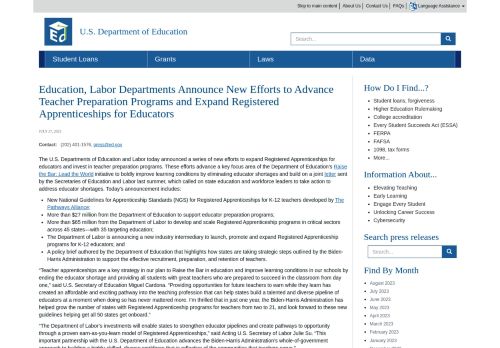 Skip to main content | About Us | Contact Us | FAQs | Language Assistance
U.S. Department of Education
Search...
Student Loans
Grants
Laws
Data
Education, Labor Departments Announce New Efforts to Advance
Teacher Preparation Programs and Expand Registered
Apprenticeships for Educators
Contact: (202) 401-1576, press@ed.gov
The U.S. Departments of Education and Labor today announced a series of new efforts to expand Registered Apprenticeships for
educators and invest in teacher preparation programs. These efforts advance a key focus area of the Department of Education's Raise
the Bar: Lead the World initiative to boldly improve learning conditions by eliminating educator shortages and build on a joint letter sent
by the Secretaries of Education and Labor last summer, which called on state education and workforce leaders to take action to
address educator shortages. Today's announcement includes:
• New National Guidelines for Apprenticeship Standards (NGS) for Registered Apprenticeships for K-12 teachers developed by The
Pathways Alliance;
• More than $27 million from the Department of Education to support educator preparation programs;
• More than $65 million from the Department of Labor to develop and scale Registered Apprenticeship programs in critical sectors
across 45 states—with 35 targeting education;
• The Department of Labor is announcing a new industry intermediary to launch, promote and expand Registered Apprenticeship
programs for K-12 educators; and
• A policy brief authored by the Department of Education that highlights how states are taking strategic steps outlined by the Biden-
Harris Administration to support the effective recruitment, preparation, and retention of teachers.
"Teacher apprenticeships are a key strategy in our plan to Raise the Bar in education and improve learning conditions in our schools by
ending the educator shortage and providing all students with great teachers who are prepared to succeed in the classroom from day
one," said U.S. Secretary of Education Miguel Cardona. "Providing opportunities for future teachers to earn while they learn has
created an affordable and exciting pathway into the teaching profession that can help states build a talented and diverse pipeline of
educators at a moment when doing so has never mattered more. I'm thrilled that in just one year, the Biden-Harris Administration has
helped grow the number of states with Registered Apprenticeship programs for teachers from two to 21, and look forward to these new
guidelines helping get all 50 states get onboard."
"The Department of Labor's investments will enable states to strengthen educator pipelines and create pathways to opportunity
through a proven earn-as-you-learn model of Registered Apprenticeships," said Acting U.S. Secretary of Labor Julie Su. "This
important partnership with the U.S. Department of Education advances the Biden-Harris Administration's whole-of-government
How Do I Find...?
• Student loans, forgiveness
• Higher Education Rulemaking
• College accreditation
• Every Student Succeeds Act (ESSA)
• FERPA
• FAFSA
• 1098, tax forms
• More...
Information About...
• Elevating Teaching
• Early Learning
• Engage Every Student
• Unlocking Career Success
• Cybersecurity
Search press releases
Search...
Find By Month
• August 2023
• July 2023
• June 2023
• May 2023
• April 2023
• March 2023
• February 2023
• January 2023